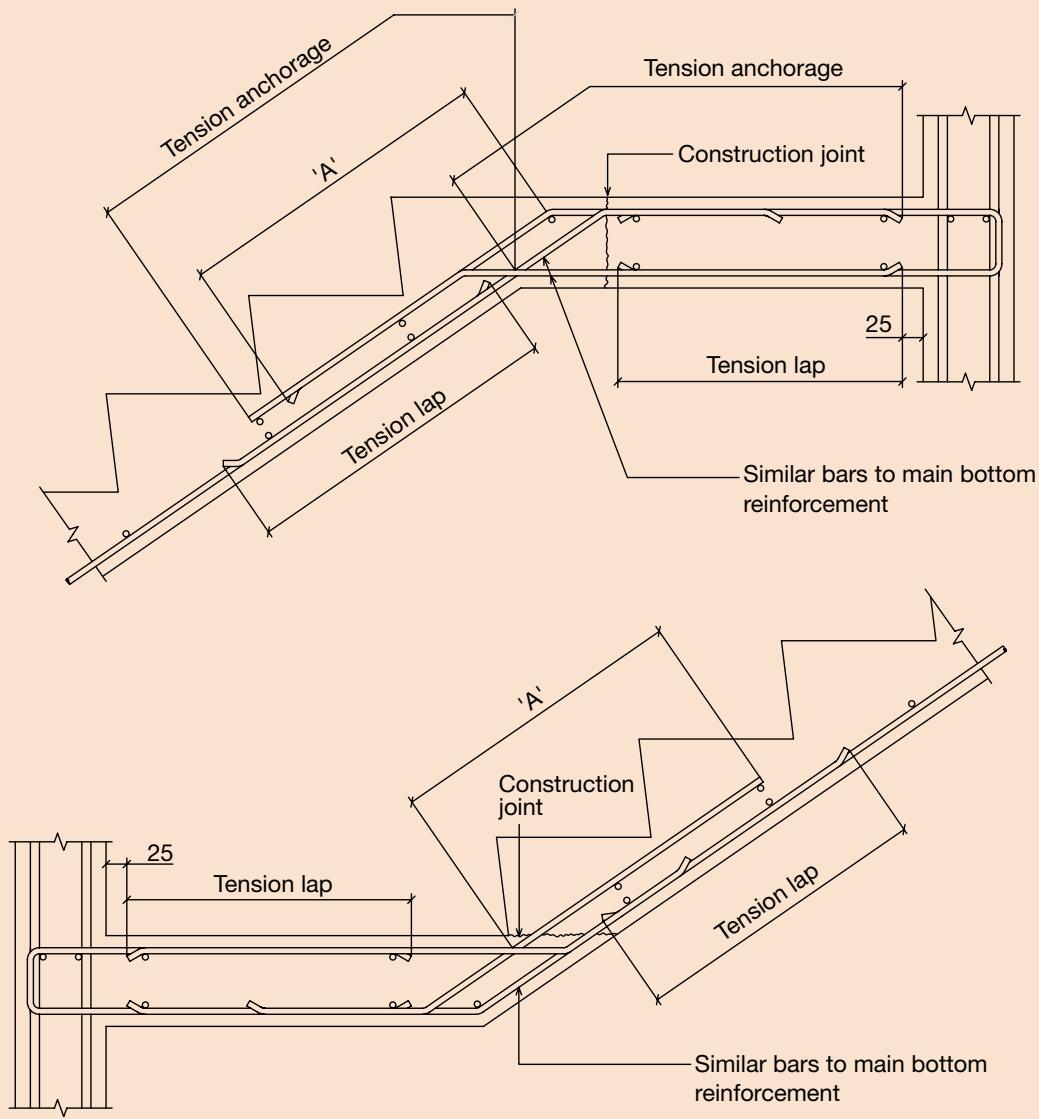 Tension anchorage
Tension anchorage
'A'
Construction joint
25
Tension lap
Tension lap
Similar bars to main bottom
reinforcement
'A'
Construction
joint
25
Tension lap
Tension lap
Similar bars to main bottom
reinforcement